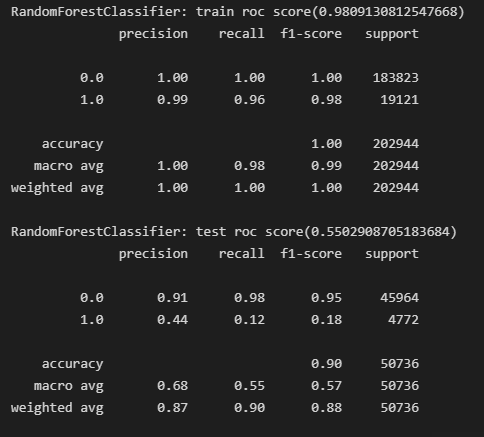 RandomForestClassifier: train roc score(0.9809130812547668)
precision recall f1-score support
0.0 1.00 1.00 1.00 183823
1.0 0.99 0.96 0.98 19121
accuracy 1.00 202944
macro avg 1.00 0.98 0.99 202944
weighted avg 1.00 1.00 1.00 202944
RandomForestClassifier: test roc score(0.5502908705183684)
precision recall f1-score support
0.0 0.91 0.98 0.95 45964
1.0 0.44 0.12 0.18 4772
accuracy 0.90 50736
macro avg 0.68 0.55 0.57 50736
weighted avg 0.87 0.90 0.88 50736